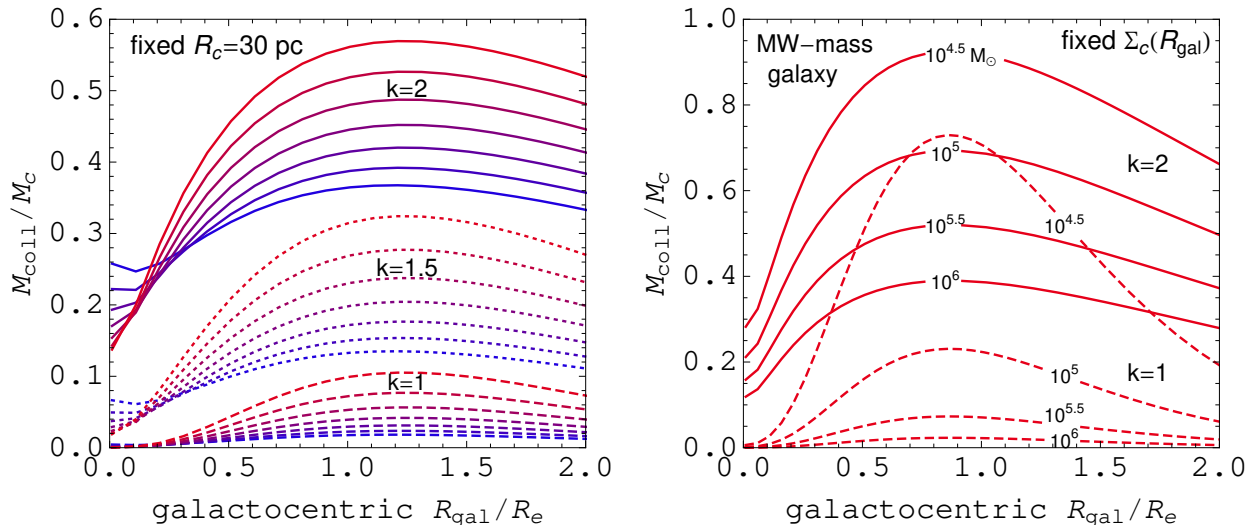 fixed R_c=30 pc
k=2
k=1.5
k=1
0.6
0.5
0.4
0.3
0.2
0.1
0.0
0.0 0.5 1.0 1.5 2.0
M_coll/M_c
galactocentric R_gal/R_e
MW−mass
galaxy
fixed Σ_c(R_gal)
10^4.5 M_⊙
10^5
10^5.5
10^6
k=2
10^4.5
k=1
10^5
10^5.5
10^6
1.0
0.8
0.6
0.4
0.2
0.0
0.0 0.5 1.0 1.5 2.0
M_coll/M_c
galactocentric R_gal/R_e